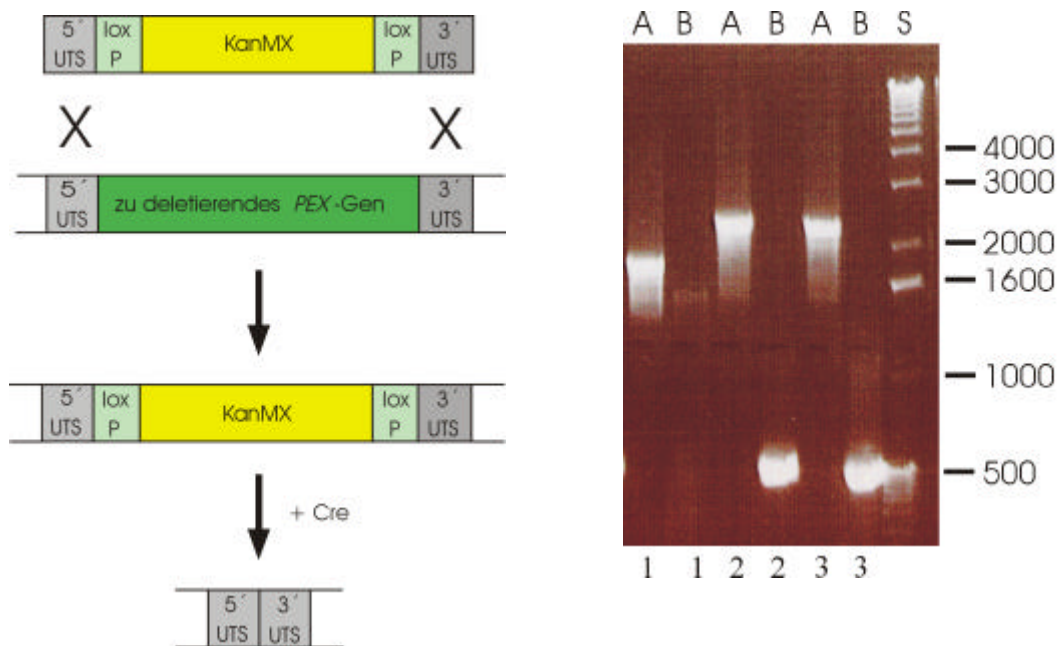 5´ lox KanMX lox 3´
UTS P P UTS
X X
5´ zu deletierendes PEX-Gen 3´
UTS UTS
5´ lox KanMX lox 3´
UTS P P UTS
+ Cre
5´ 3´
UTS UTS
A B A B A B S
4000
3000
2000
1600
1000
500
1 1 2 2 3 3